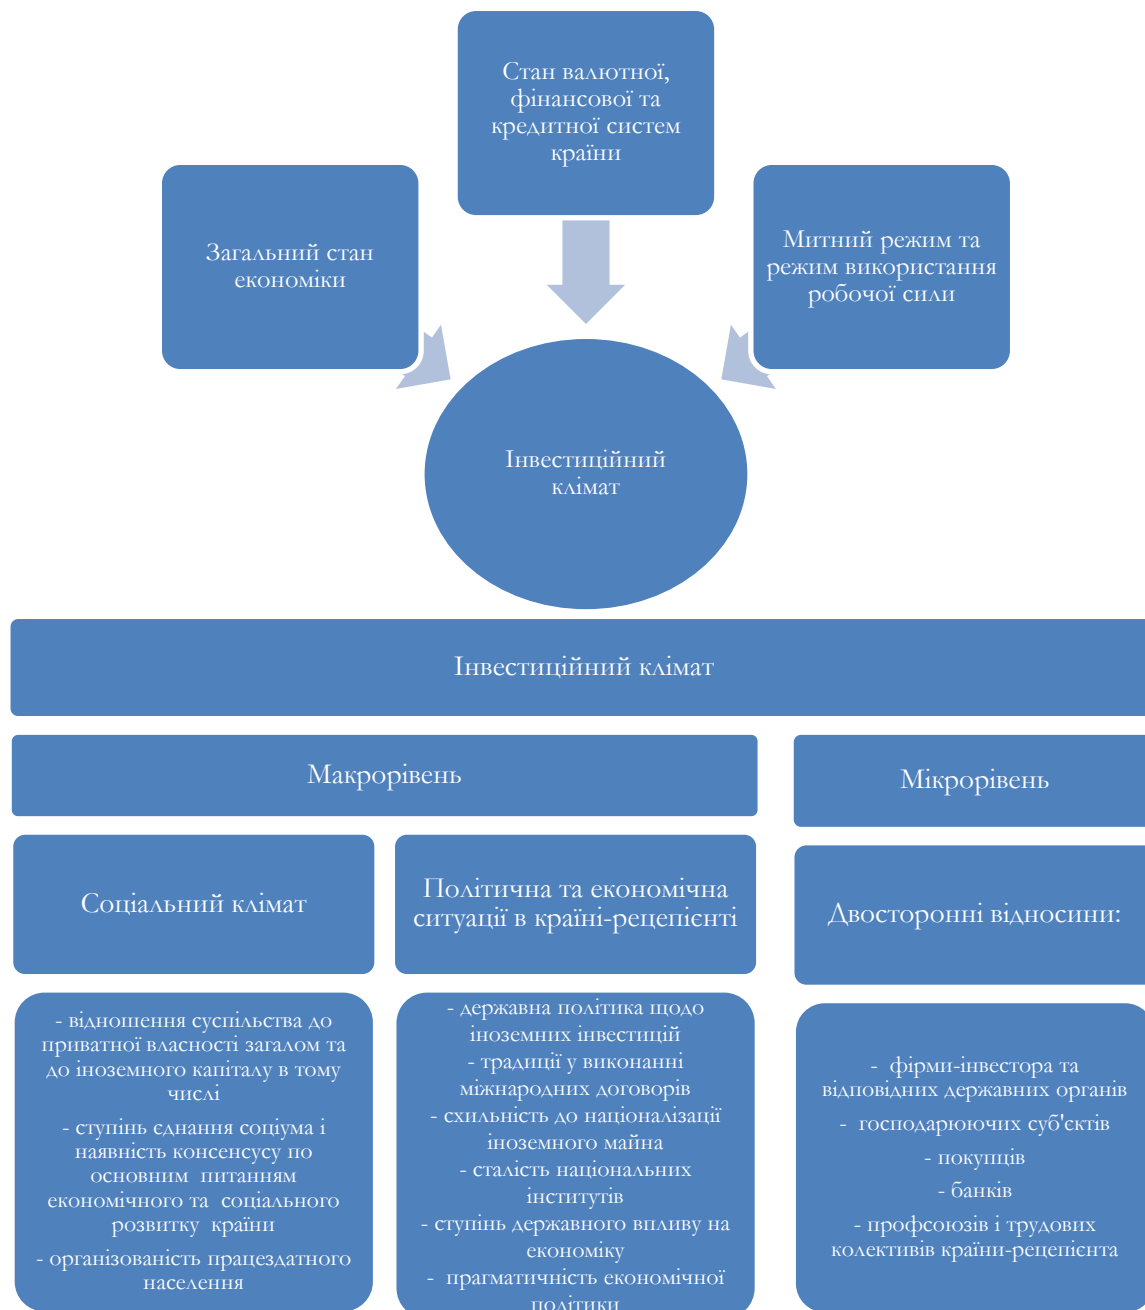 Стан валютної,
фінансової та
кредитної систем
країни
Загальний стан
економіки
Митний режим та
режим використання
робочої сили
Інвестиційний
клімат
Інвестиційний клімат
Макрорівень
Мікрорівень
Соціальний клімат
Політична та економічна
ситуації в країні-рецепієнті
Двосторонні відносини:
- відношення суспільства до
приватної власності загалом та
до іноземного капіталу в тому
числі
- ступінь єднання соціума і
наявність консенсусу по
основним питанням
економічного та соціального
розвитку країни
- організованість працездатного
населення
- державна політика щодо
іноземних інвестицій
- традиції у виконанні
міжнародних договорів
- схильність до націоналізації
іноземного майна
- сталість національних
інститутів
- ступінь державного впливу на
економіку
- прагматичність економічної
політики
- фірми-інвестора та
відповідних державних органів
- господарюючих суб'єктів
- покупців
- банків
- профсоюзів і трудових
колективів країни-рецепієнта